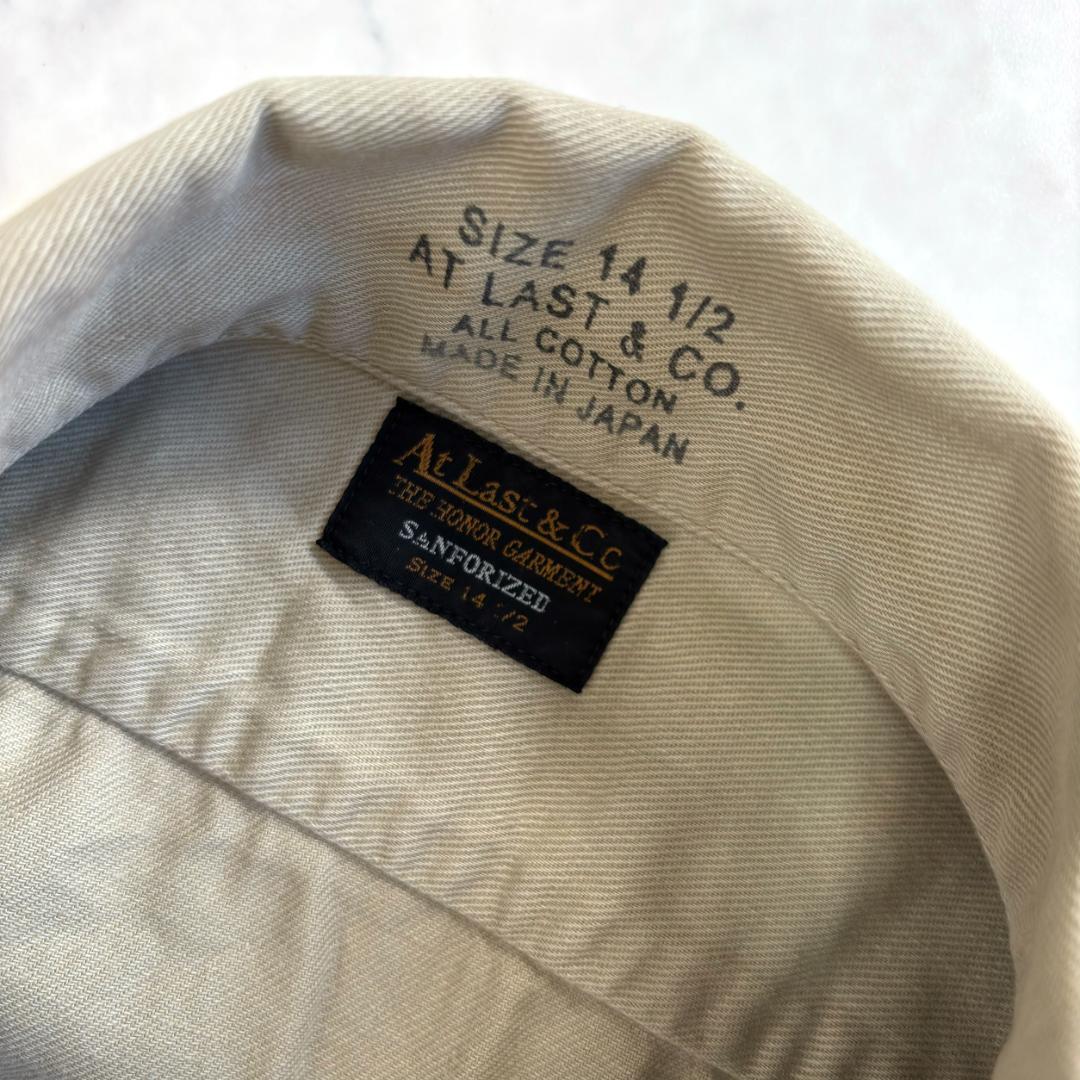 SIZE 14 1/2
AT LAST & CO.
ALL COTTON
MADE IN JAPAN
At Last & Co
THE HONOR GARMENT
SANFORIZED
SIZE 14 1/2